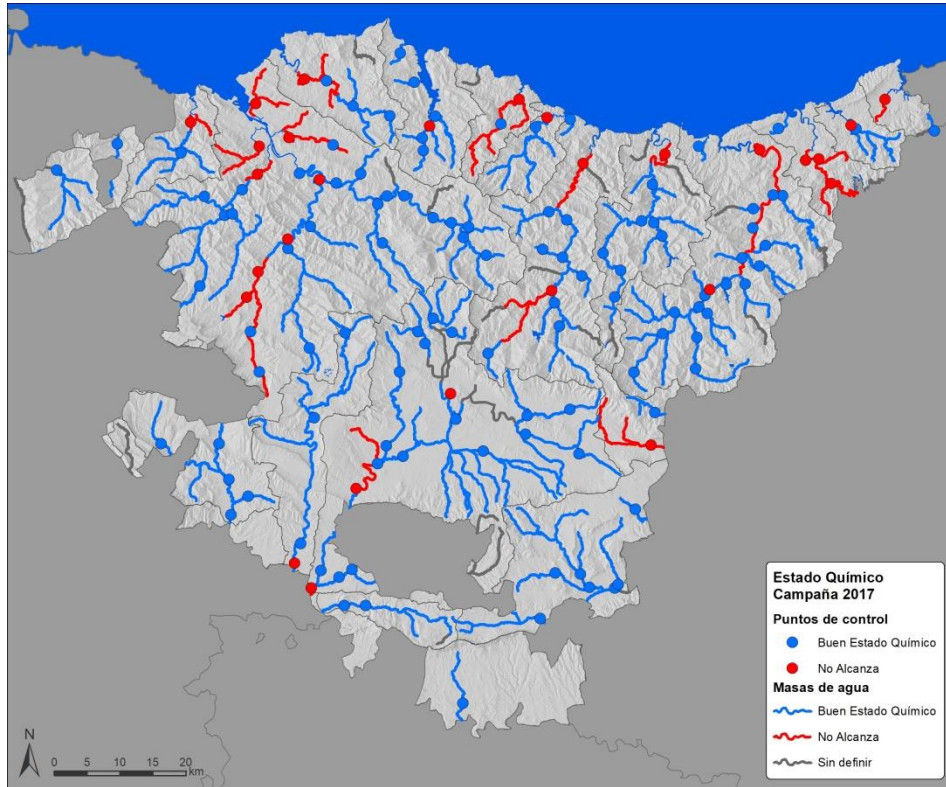 Estado Químico
Campaña 2017
Puntos de control
Buen Estado Químico
No Alcanza
Masas de agua
Buen Estado Químico
No Alcanza
Sin definir
N
0 5 10 15 20
km